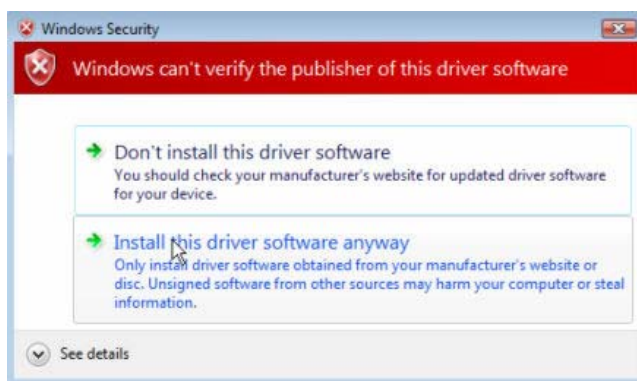 Windows Security
Windows can't verify the publisher of this driver software
Don't install this driver software
You should check your manufacturer's website for updated driver software
for your device.
Install this driver software anyway
Only install driver software obtained from your manufacturer's website or
disc. Unsigned software from other sources may harm your computer or steal
information.
See details